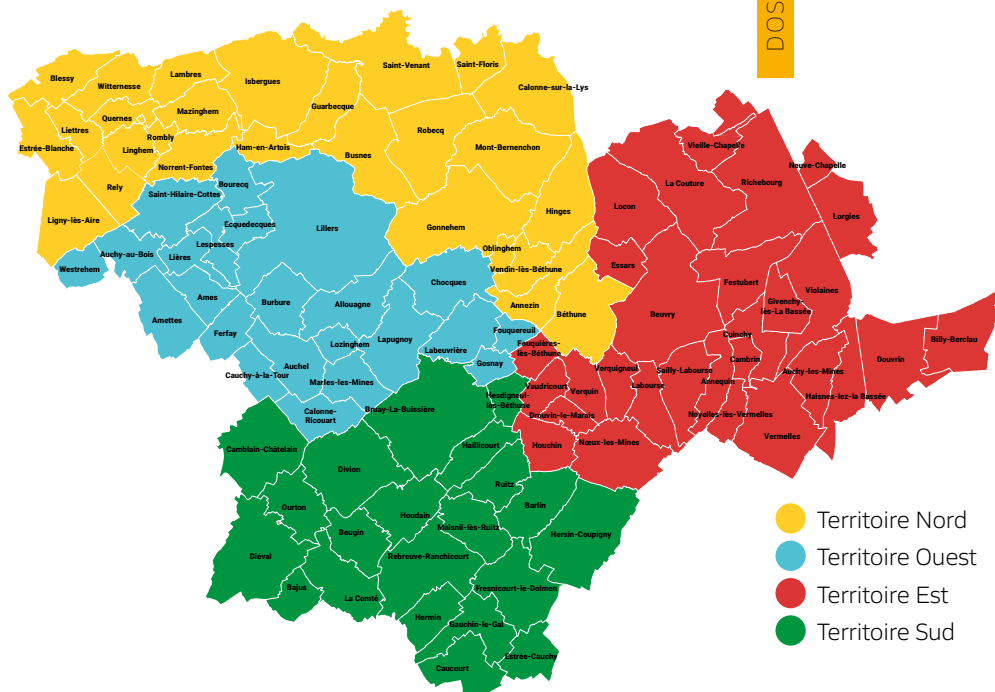 DOS
Saint-Venant
Saint-Floris
Blessy
Witternesse
Lambres
Isbergues
Calonne-sur-la-Lys
Guarbecque
Mazinghem
Quernes
Liettres
Rombly
Robecq
Estrée-Blanche
Linghem
Ham-en-Artois
Mont-Bernenchon
Busnes
Norrent-Fontes
Vieille-Chapelle
Neuve-Chapelle
La Couture
Richebourg
Rely
Saint-Hilaire-Cottes
Bourecq
Locon
Hinges
Ligny-lès-Aire
Ecquedecques
Lillers
Gonnehem
Lorgies
Lespesses
Oblinghem
Auchy-au-Bois
Lières
Westrehem
Vendin-lès-Béthune
Essars
Chocques
Festubert
Violaines
Ames
Burbure
Allouagne
Annezin
Béthune
Beuvry
Givenchy-
lès-La Bassée
Amettes
Ferfay
Fouquereuil
Cuinchy
Lapugnoy
Lozinghem
Labeuvrière
Fouquières-
lès-Béthune
Billy-Berclau
Cambrin
Douvrin
Auchel
Gosnay
Verquigneul
Sailly-Labourse
Cauchy-à-la-Tour
Marles-les-Mines
Vaudricourt
Verquin
Labourse
Annequin
Auchy-les-Mines
Hesdigneul-
lès-Béthune
Haisnes-lez-la Bassée
Calonne-
Ricouart
Bruay-La-Buissière
Drouvin-le-Marais
Noyelles-lès-Vermelles
Vermelles
Camblain-Châtelain
Haillicourt
Houchin
Nœux-les-Mines
Divion
Ruitz
Ourton
Houdain
Barlin
Beugin
Maisnil-lès-Ruitz
Hersin-Coupigny
Diéval
Rebreuve-Ranchicourt
Bajus
La Comté
Fresnicourt-le-Dolmen
Hermin
Gauchin-le-Gal
Estrée-Cauchy
Caucourt
Territoire Nord
Territoire Ouest
Territoire Est
Territoire Sud